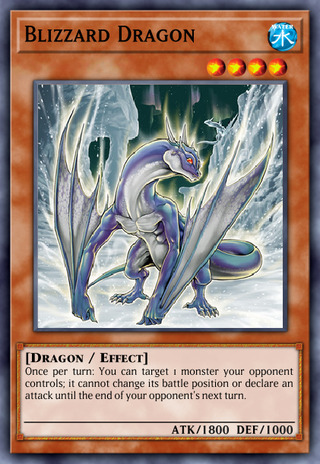 Blizzard Dragon
WATER
水
[Dragon / Effect]
Once per turn: You can target 1 monster your opponent
controls; it cannot change its battle position or declare an
attack until the end of your opponent's next turn.
ATK/1800 DEF/1000